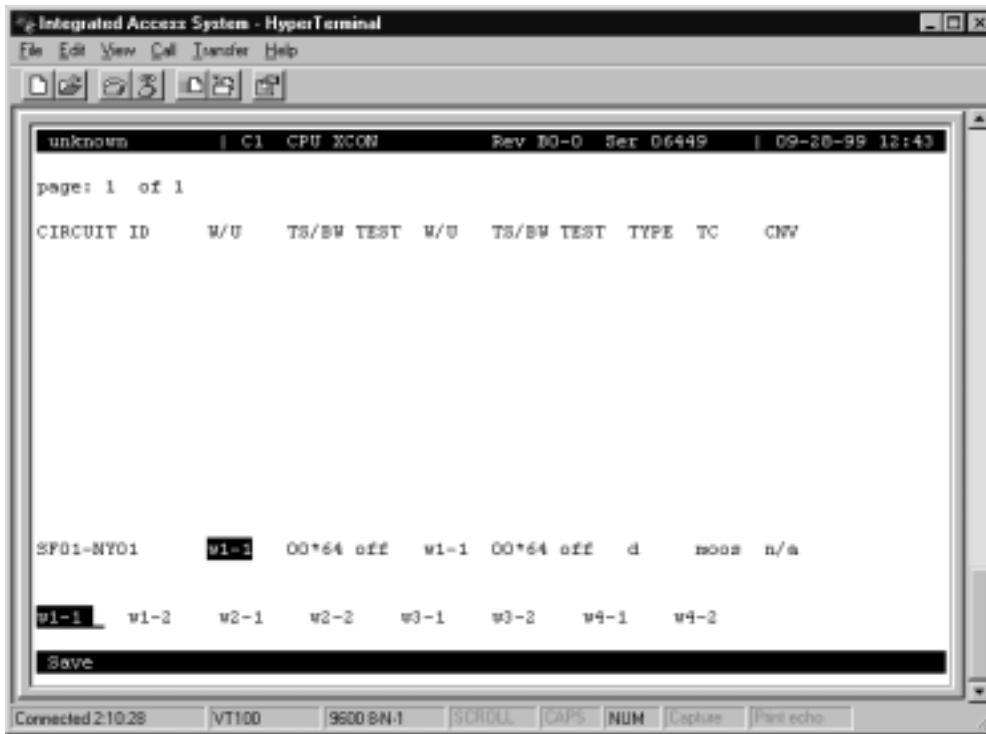 Integrated Access System - HyperTerminal
File Edit View Call Transfer Help
unknown | C1 CPU XCON Rev B0-0 Ser 06449 | 09-28-99 12:43
page: 1 of 1
CIRCUIT ID W/U TS/BW TEST W/U TS/BW TEST TYPE TC CNV
SF01-NY01 w1-1 00*64 off w1-1 00*64 off d moos n/a
w1-1 w1-2 w2-1 w2-2 w3-1 w3-2 w4-1 w4-2
Save
Connected 2:10:28 VT100 9600 8-N-1 SCROLL CAPS NUM Capture Print echo